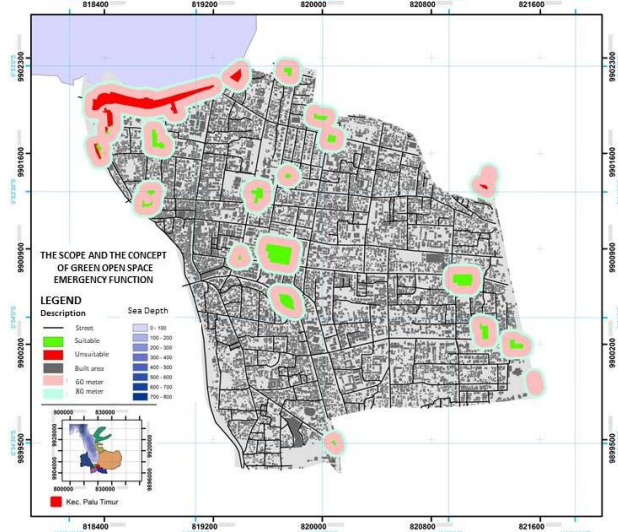 818400 819200 820000 820800 821600
9902300
9902300
9901600
9901600
9900900
9900900
THE SCOPE AND THE CONCEPT
OF GREEN OPEN SPACE
EMERGENCY FUNCTION
LEGEND
Description
Sea Depth
Street
Suitable
Unsuitable
Built area
60 meter
80 meter
0 - 100
100 - 200
200 - 300
300 - 400
400 - 500
500 - 600
600 - 700
700 - 800
9900200
9900200
800000 830000
800000 830000
Kec. Palu Timur
818400 819200 820000 820800 821600